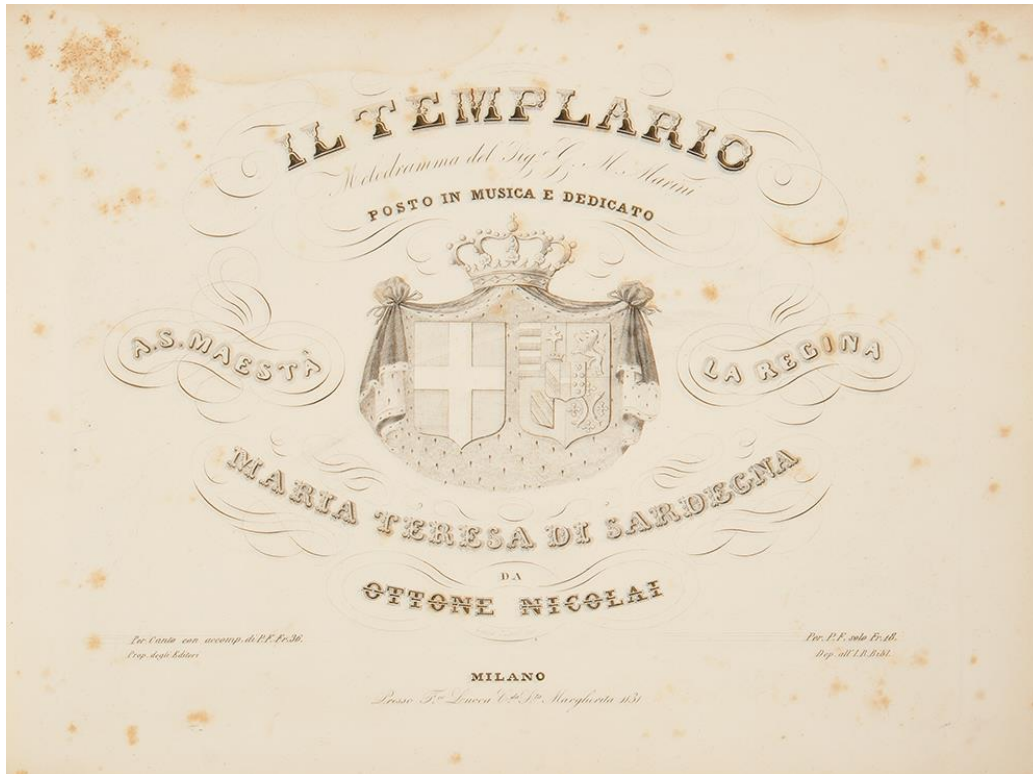 IL TEMPLARIO
Melodramma del Sig.r G. M. Marini
POSTO IN MUSICA E DEDICATO
A. S. MAESTÀ
LA REGINA
MARIA TERESA DI SARDEGNA
DA
OTTONE NICOLAI
Per Canto con accomp. di P.F. Fr. 36.
Prop. degli Editori
Per. P. F. solo Fr. 18.
Dep. all' I. R. Bibl.
MILANO
Presso F.co Lucca C.da S.ta Margherita